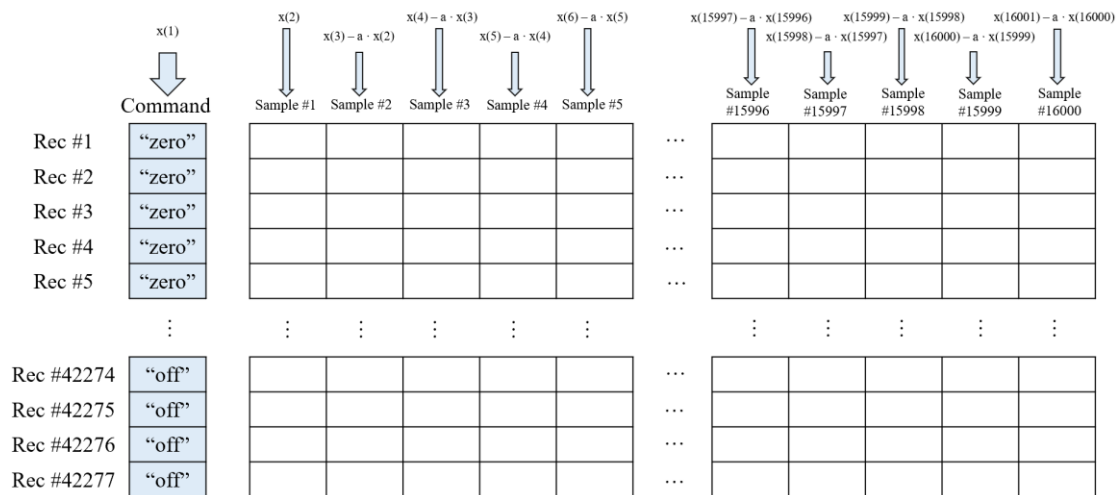 x(1)
x(2)
x(3) – a · x(2)
x(4) – a · x(3)
x(5) – a · x(4)
x(6) – a · x(5)
x(15997) – a · x(15996)
x(15998) – a · x(15997)
x(15999) – a · x(15998)
x(16000) – a · x(15999)
x(16001) – a · x(16000)
Command Sample #1 Sample #2 Sample #3 Sample #4 Sample #5
Sample #15996
Sample #15997
Sample #15998
Sample #15999
Sample #16000
Rec #1 “zero” ...
Rec #2 “zero” ...
Rec #3 “zero” ...
Rec #4 “zero” ...
Rec #5 “zero” ...
⋮ ⋮ ⋮ ⋮ ⋮ ⋮ ⋮ ⋮ ⋮ ⋮ ⋮
Rec #42274 “off” ...
Rec #42275 “off” ...
Rec #42276 “off” ...
Rec #42277 “off” ...